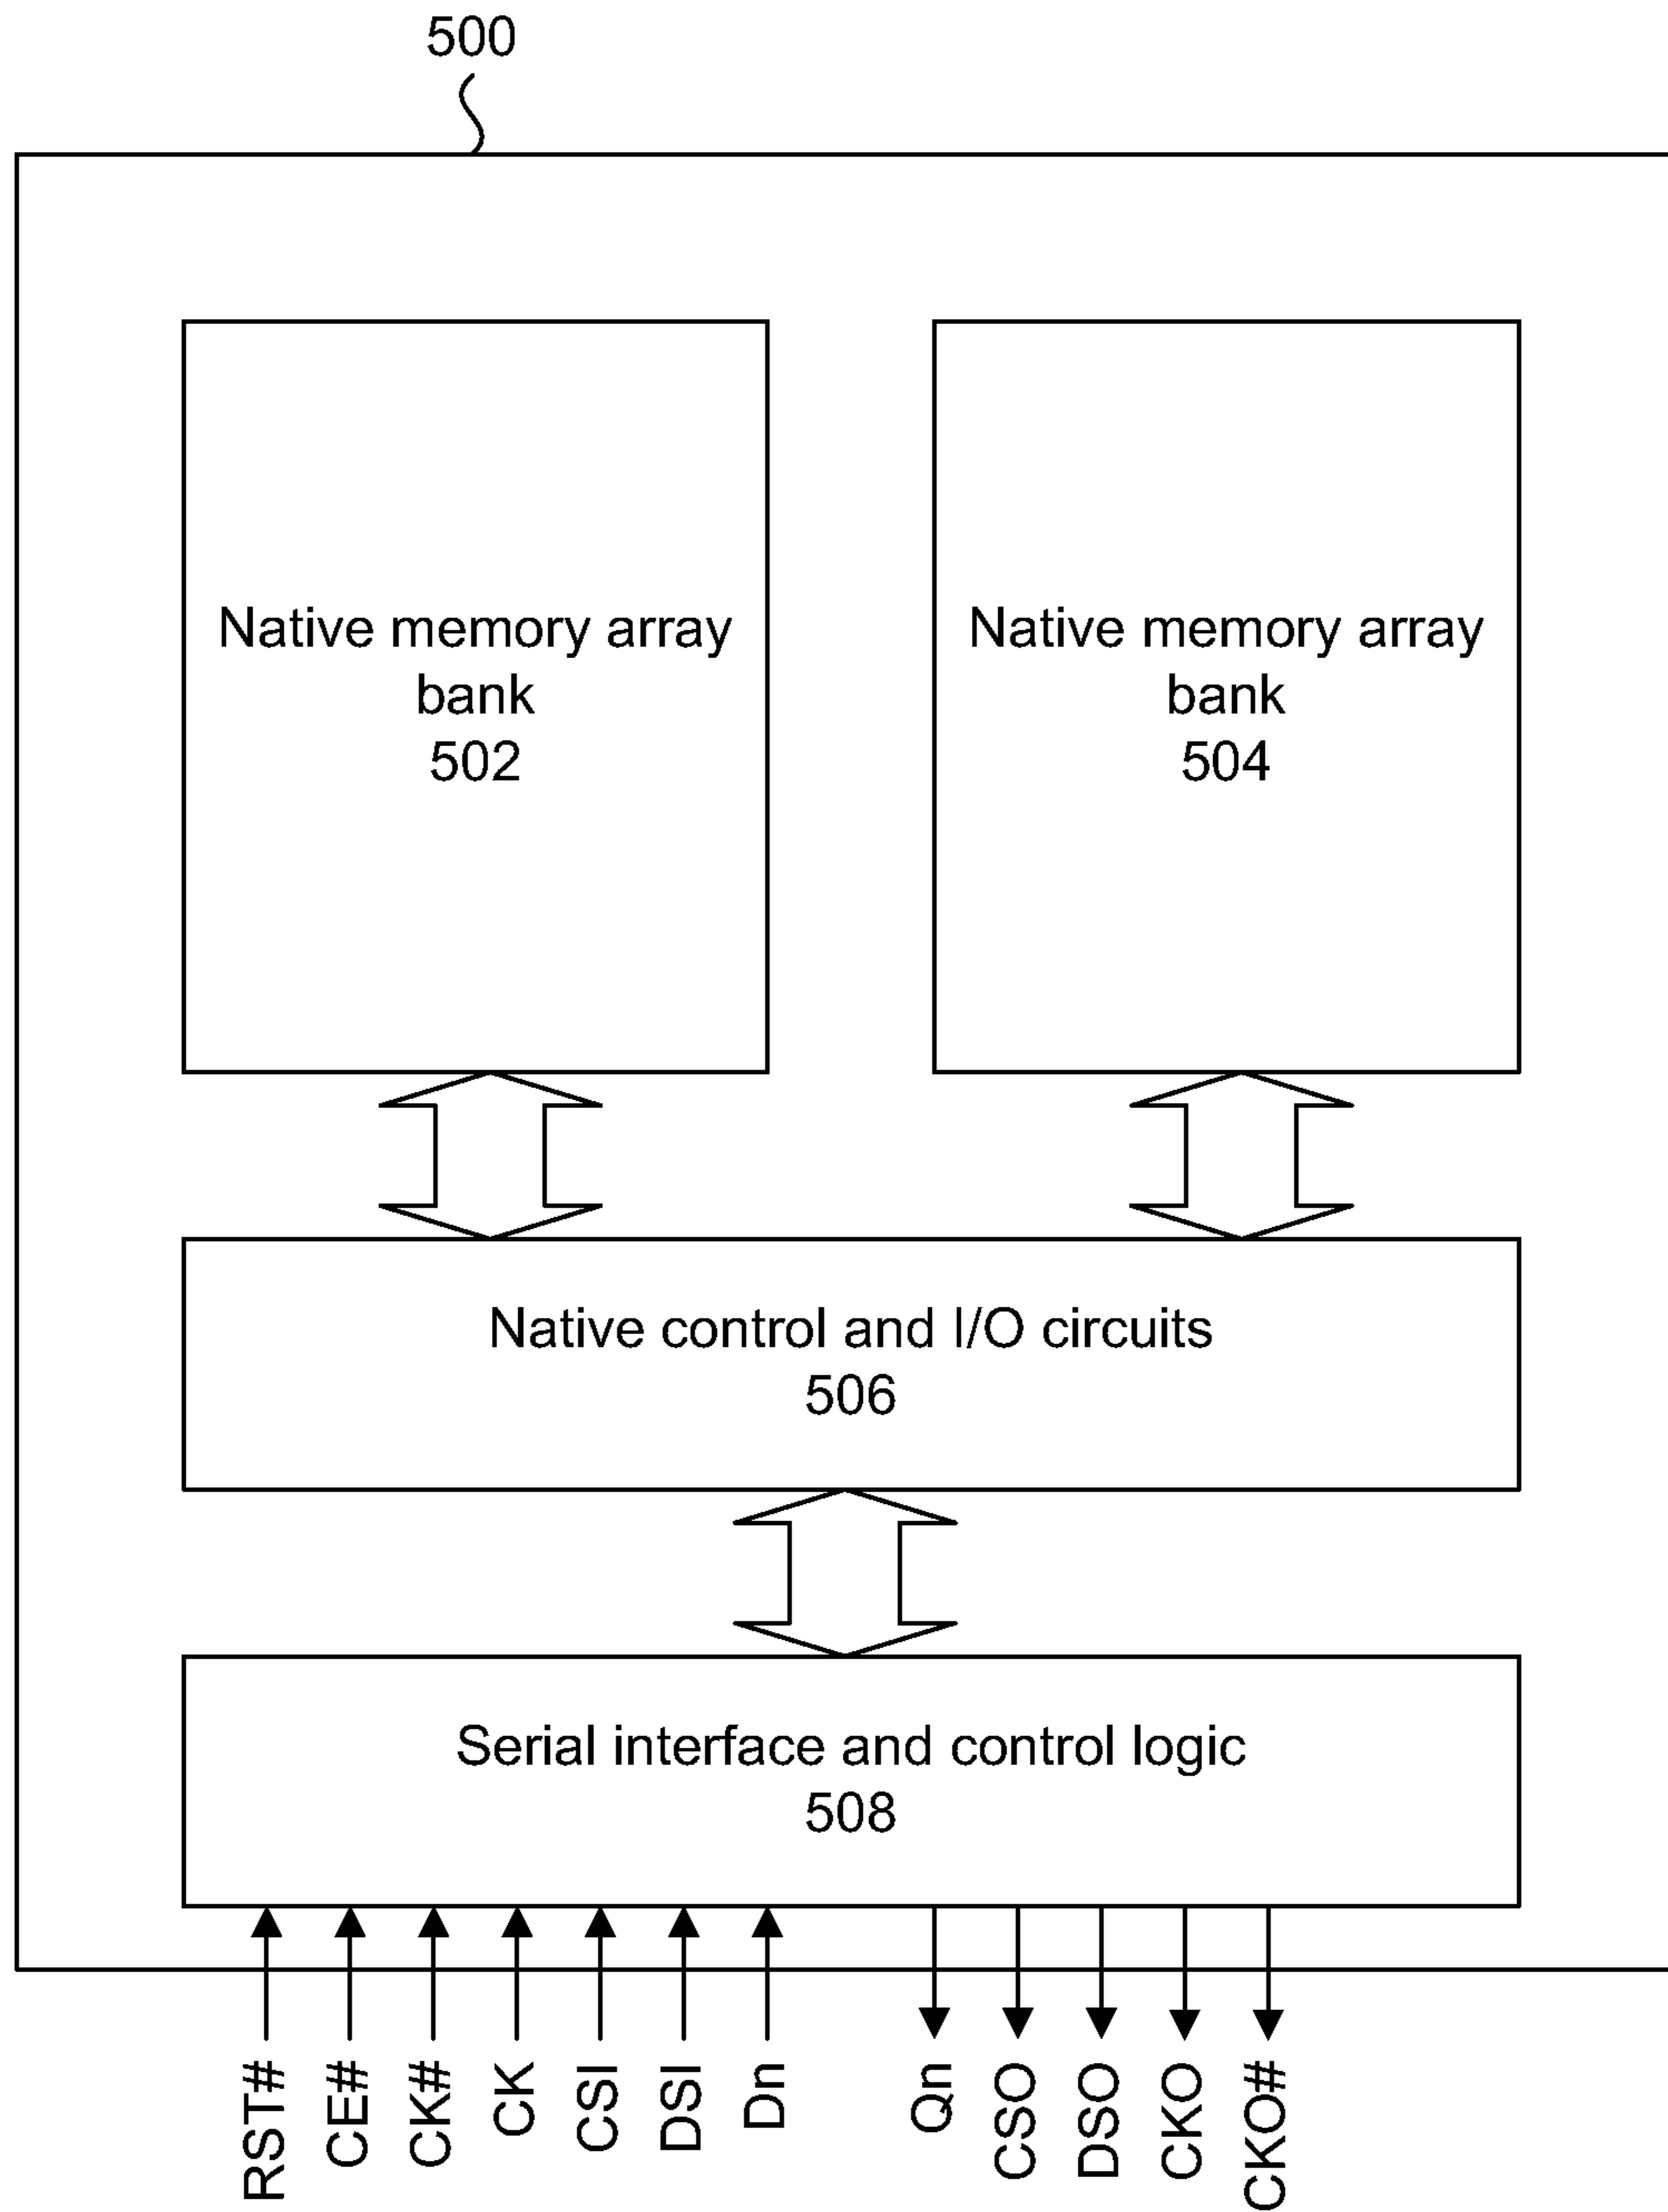 500
Native memory array
bank
502
Native memory array
bank
504
Native control and I/O circuits
506
Serial interface and control logic
508
RST#
CE#
CK#
CK
CSI
DSI
Dn
Qn
CSO
DSO
CKO
CKO#